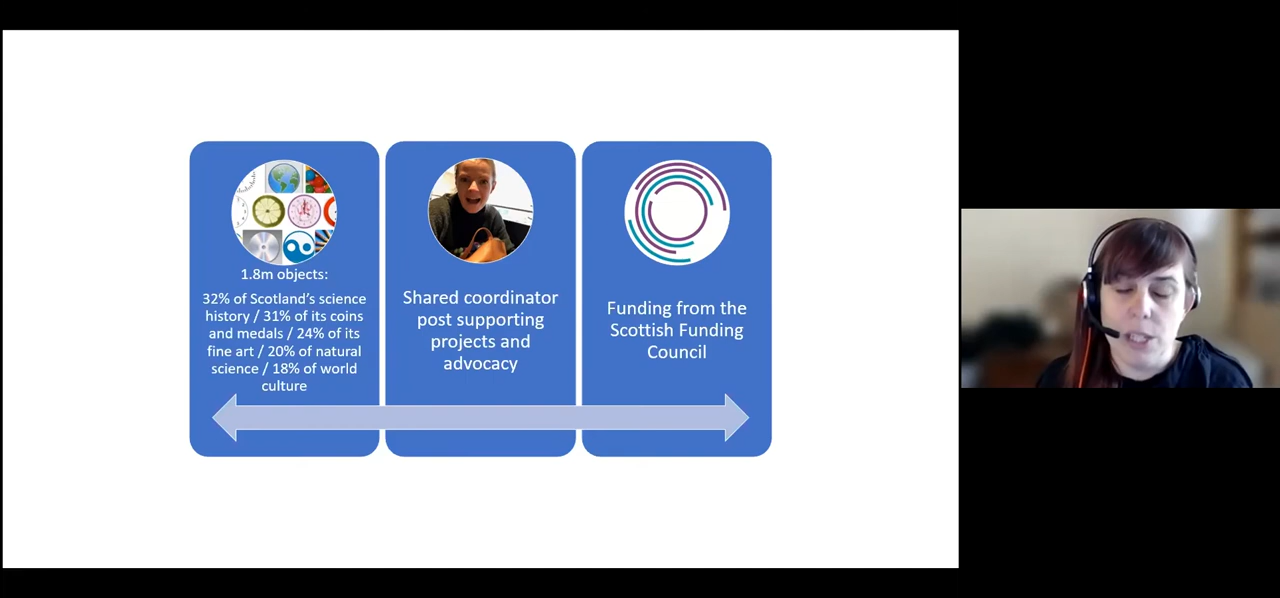 1.8m objects:
32% of Scotland's science
history / 31% of its coins
and medals / 24% of its
fine art / 20% of natural
science / 18% of world
culture
Shared coordinator
post supporting
projects and
advocacy
Funding from the
Scottish Funding
Council